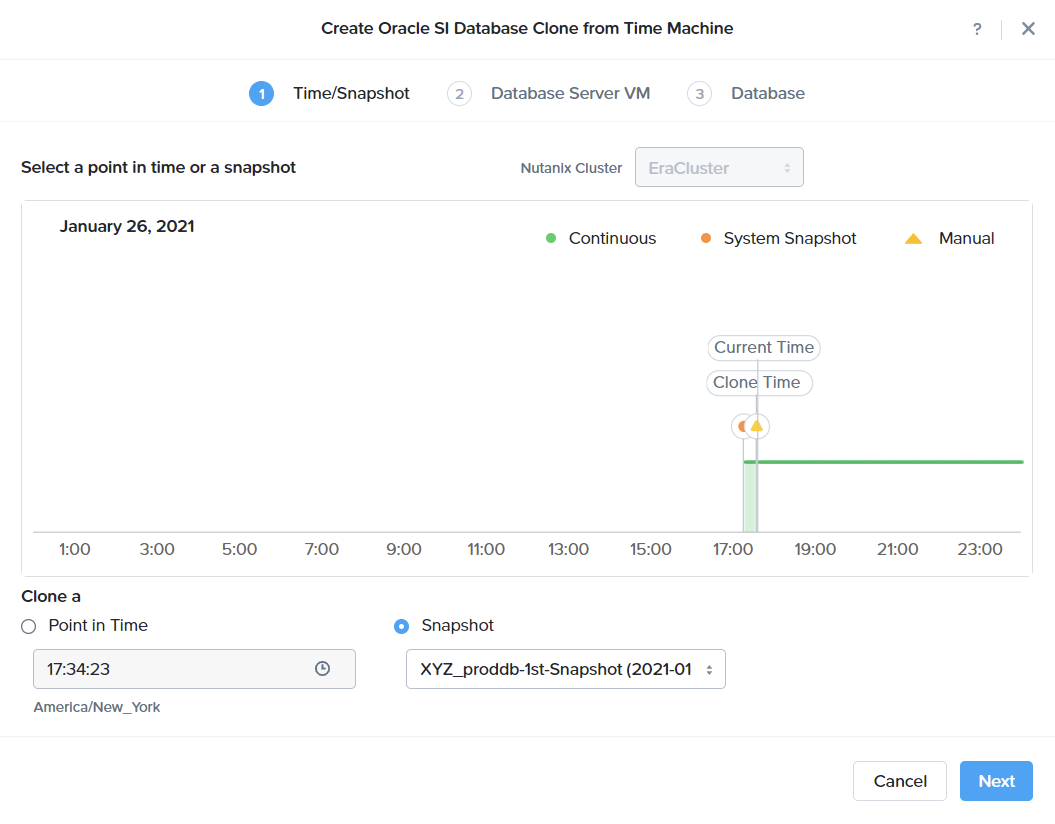 Create Oracle SI Database Clone from Time Machine
?
1 Time/Snapshot 2 Database Server VM 3 Database
Select a point in time or a snapshot
Nutanix Cluster EraCluster
January 26, 2021
Continuous System Snapshot Manual
Current Time
Clone Time
1:00 3:00 5:00 7:00 9:00 11:00 13:00 15:00 17:00 19:00 21:00 23:00
Clone a
Point in Time Snapshot
17:34:23 XYZ_proddb-1st-Snapshot (2021-01
America/New_York
Cancel Next